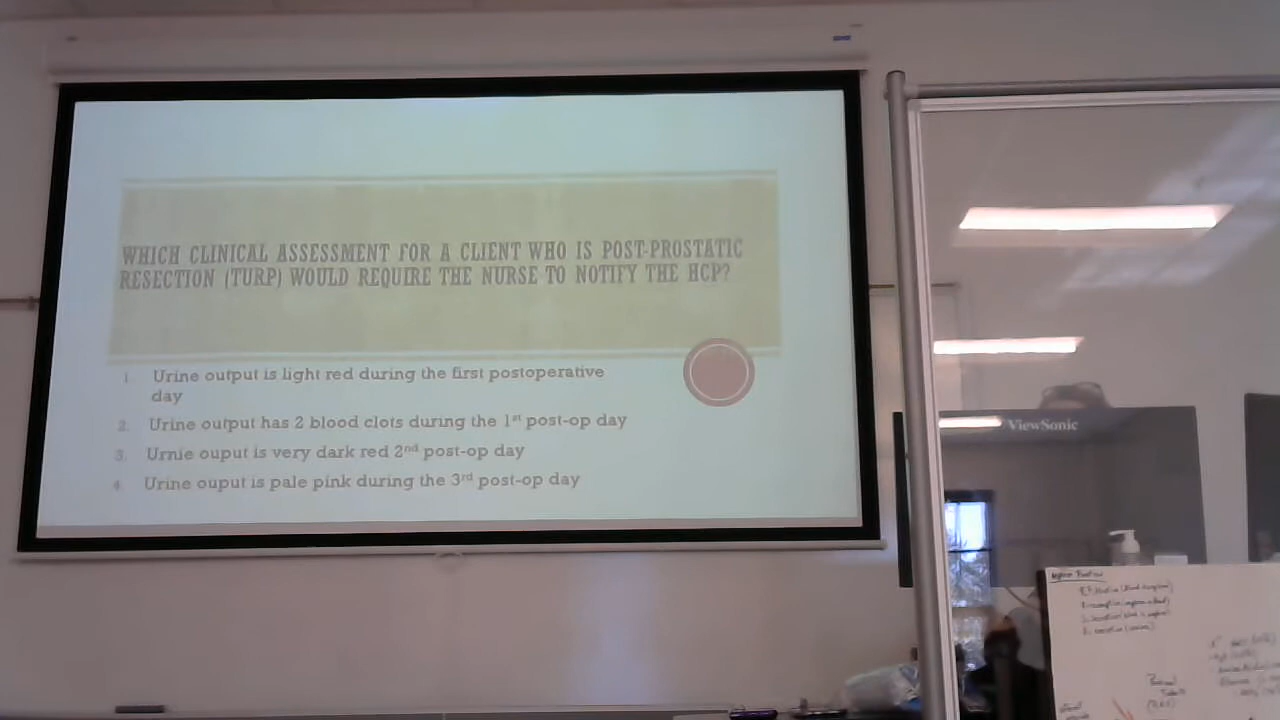 WHICH CLINICAL ASSESSMENT FOR A CLIENT WHO IS POST-PROSTATIC
RESECTION (TURP) WOULD REQUIRE THE NURSE TO NOTIFY THE HCP?
1. Urine output is light red during the first postoperative
day
2. Urine output has 2 blood clots during the 1st post-op day
3. Urnie ouput is very dark red 2nd post-op day
4. Urine ouput is pale pink during the 3rd post-op day
ViewSonic